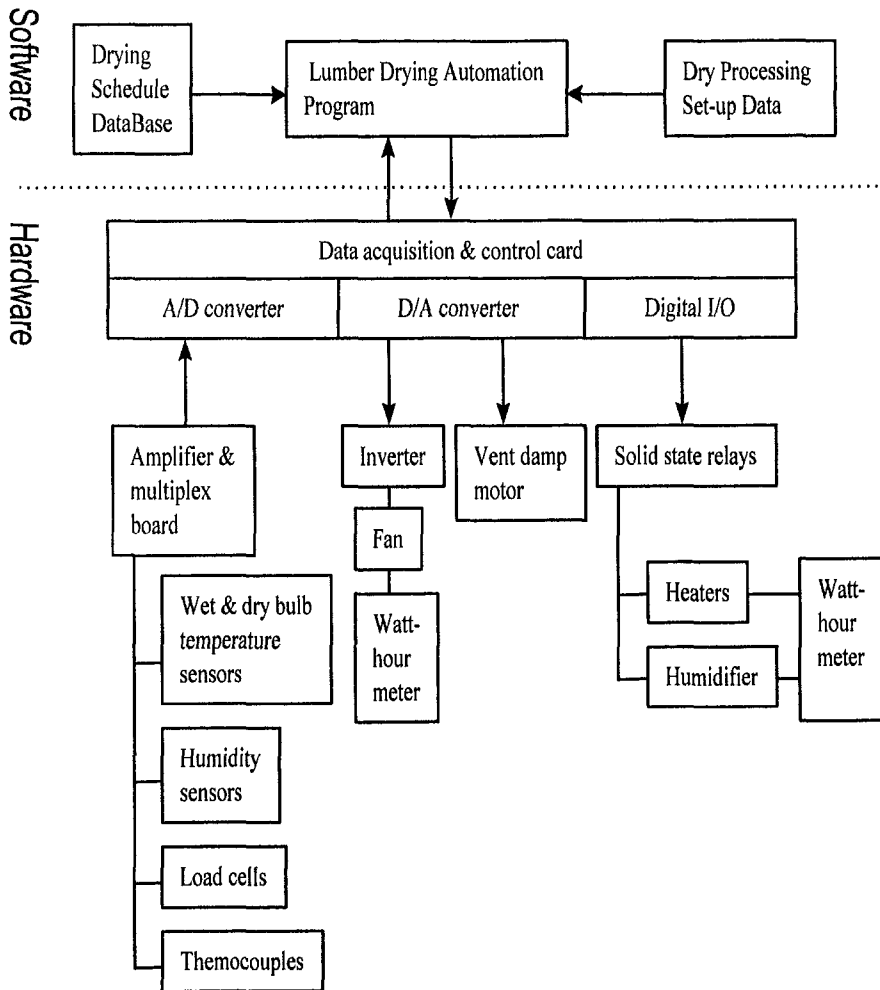 Software
Drying
Schedule
DataBase
Lumber Drying Automation
Program
Dry Processing
Set-up Data
Hardware
Data acquisition & control card
A/D converter
D/A converter
Digital I/O
Amplifier &
multiplex
board
Inverter
Vent damp
motor
Solid state relays
Fan
Wet & dry bulb
temperature
sensors
Watt-
hour
meter
Heaters
Humidifier
Watt-
hour
meter
Humidity
sensors
Load cells
Themocouples